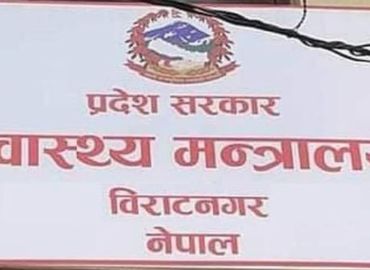 प्रदेश सरकार
वास्थ्य मन्त्राल
विराटनगर
नेपाल